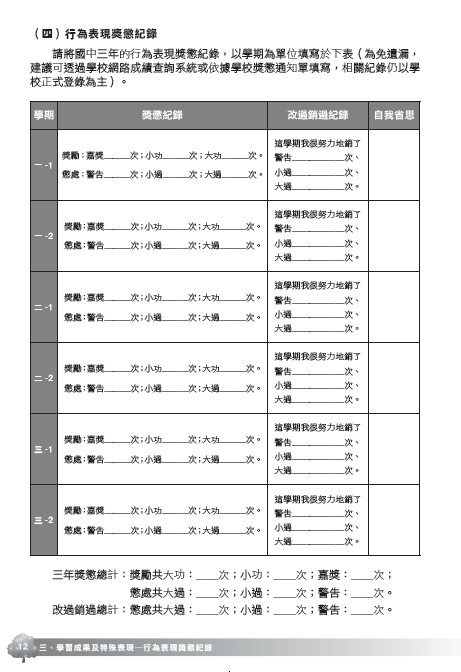 （四）行為表現獎懲紀錄
請將國中三年的行為表現獎懲紀錄，以學期為單位填寫於下表（為免遺漏，
建議可透過學校網路成績查詢系統或依據學校獎懲通知單填寫，相關紀錄仍以學
校正式登錄為主）。
學期 獎懲紀錄 改過銷過紀錄 自我省思
一 -1
獎勵：嘉獎_____次；小功_____次；大功_____次。
懲處：警告_____次；小過_____次；大過_____次。
這學期我很努力地銷了
警告__________次、
小過__________次、
大過__________次。
一 -2
獎勵：嘉獎_____次；小功_____次；大功_____次。
懲處：警告_____次；小過_____次；大過_____次。
這學期我很努力地銷了
警告__________次、
小過__________次、
大過__________次。
二 -1
獎勵：嘉獎_____次；小功_____次；大功_____次。
懲處：警告_____次；小過_____次；大過_____次。
這學期我很努力地銷了
警告__________次、
小過__________次、
大過__________次。
二 -2
獎勵：嘉獎_____次；小功_____次；大功_____次。
懲處：警告_____次；小過_____次；大過_____次。
這學期我很努力地銷了
警告__________次、
小過__________次、
大過__________次。
三 -1
獎勵：嘉獎_____次；小功_____次；大功_____次。
懲處：警告_____次；小過_____次；大過_____次。
這學期我很努力地銷了
警告__________次、
小過__________次、
大過__________次。
三 -2
獎勵：嘉獎_____次；小功_____次；大功_____次。
懲處：警告_____次；小過_____次；大過_____次。
這學期我很努力地銷了
警告__________次、
小過__________次、
大過__________次。
三年獎懲總計：獎勵共大功：____次；小功：____次；嘉獎：____次；
懲處共大過：____次；小過：____次；警告：____次。
改過銷過總計：懲處共大過：____次；小過：____次；警告：____次。
12 三、學習成果及特殊表現─行為表現獎懲紀錄